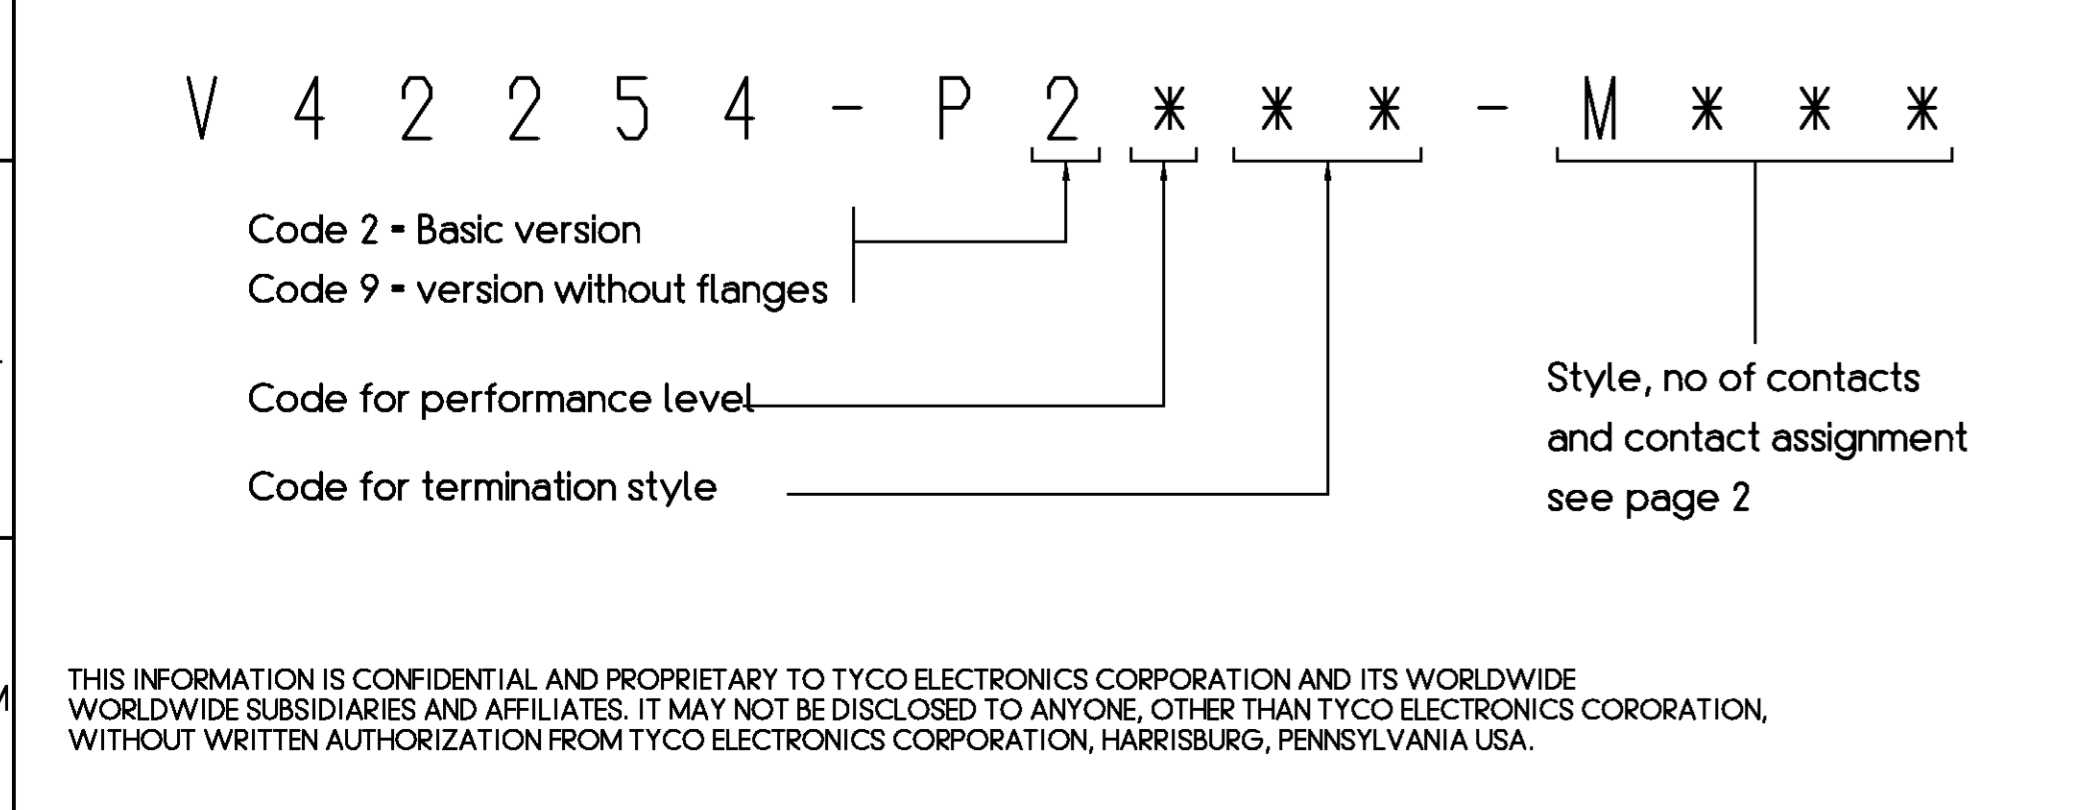 V 4 2 2 5 4 - P 2 * * * - M * * *
Code 2 = Basic version
Code 9 = version without flanges
Code for performance level
Code for termination style
Style, no of contacts
and contact assignment
see page 2
THIS INFORMATION IS CONFIDENTIAL AND PROPRIETARY TO TYCO ELECTRONICS CORPORATION AND ITS WORLDWIDE
WORLDWIDE SUBSIDIARIES AND AFFILIATES. IT MAY NOT BE DISCLOSED TO ANYONE, OTHER THAN TYCO ELECTRONICS CORORATION,
WITHOUT WRITTEN AUTHORIZATION FROM TYCO ELECTRONICS CORPORATION, HARRISBURG, PENNSYLVANIA USA.